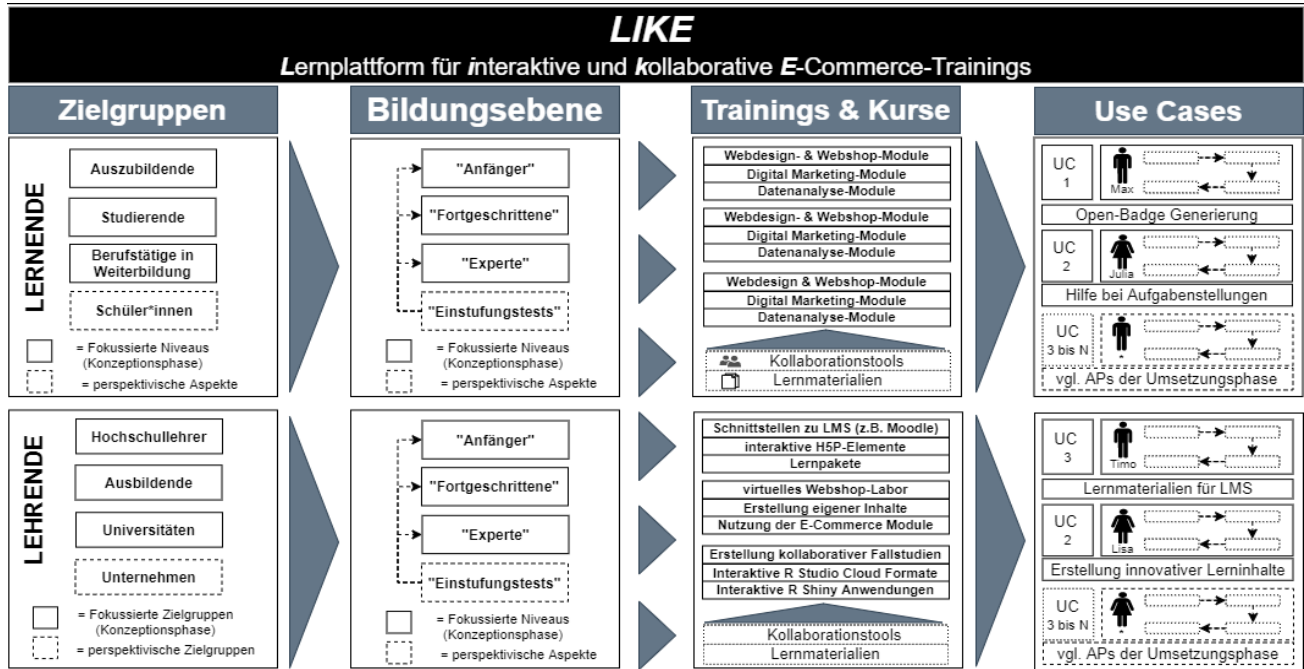 LIKE
Lernplattform für interaktive und kollaborative E-Commerce-Trainings
Zielgruppen
Bildungsebene
Trainings & Kurse
Use Cases
LERNENDE
Auszubildende
Studierende
Berufstätige in
Weiterbildung
Schüler*innen
= Fokussierte Niveaus
(Konzeptionsphase)
= perspektivische Aspekte
"Anfänger"
"Fortgeschrittene"
"Experte"
"Einstufungstests"
= Fokussierte Niveaus
(Konzeptionsphase)
= perspektivische Aspekte
Webdesign- & Webshop-Module
Digital Marketing-Module
Datenanalyse-Module
Webdesign- & Webshop-Module
Digital Marketing-Module
Datenanalyse-Module
Webdesign & Webshop-Module
Digital Marketing-Module
Datenanalyse-Module
Kollaborationstools
Lernmaterialien
UC
1
Max
Open-Badge Generierung
UC
2
Julia
Hilfe bei Aufgabenstellungen
UC
3 bis N
*
vgl. APs der Umsetzungsphase
LEHRENDE
Hochschullehrer
Ausbildende
Universitäten
Unternehmen
= Fokussierte Zielgruppen
(Konzeptionsphase)
= perspektivische Zielgruppen
"Anfänger"
"Fortgeschrittene"
"Experte"
"Einstufungstests"
= Fokussierte Niveaus
(Konzeptionsphase)
= perspektivische Aspekte
Schnittstellen zu LMS (z.B. Moodle)
interaktive H5P-Elemente
Lernpakete
virtuelles Webshop-Labor
Erstellung eigener Inhalte
Nutzung der E-Commerce Module
Erstellung kollaborativer Fallstudien
Interaktive R Studio Cloud Formate
Interaktive R Shiny Anwendungen
Kollaborationstools
Lernmaterialien
UC
3
Timo
Lernmaterialien für LMS
UC
2
Lisa
Erstellung innovativer Lerninhalte
UC
3 bis N
*
vgl. APs der Umsetzungsphase